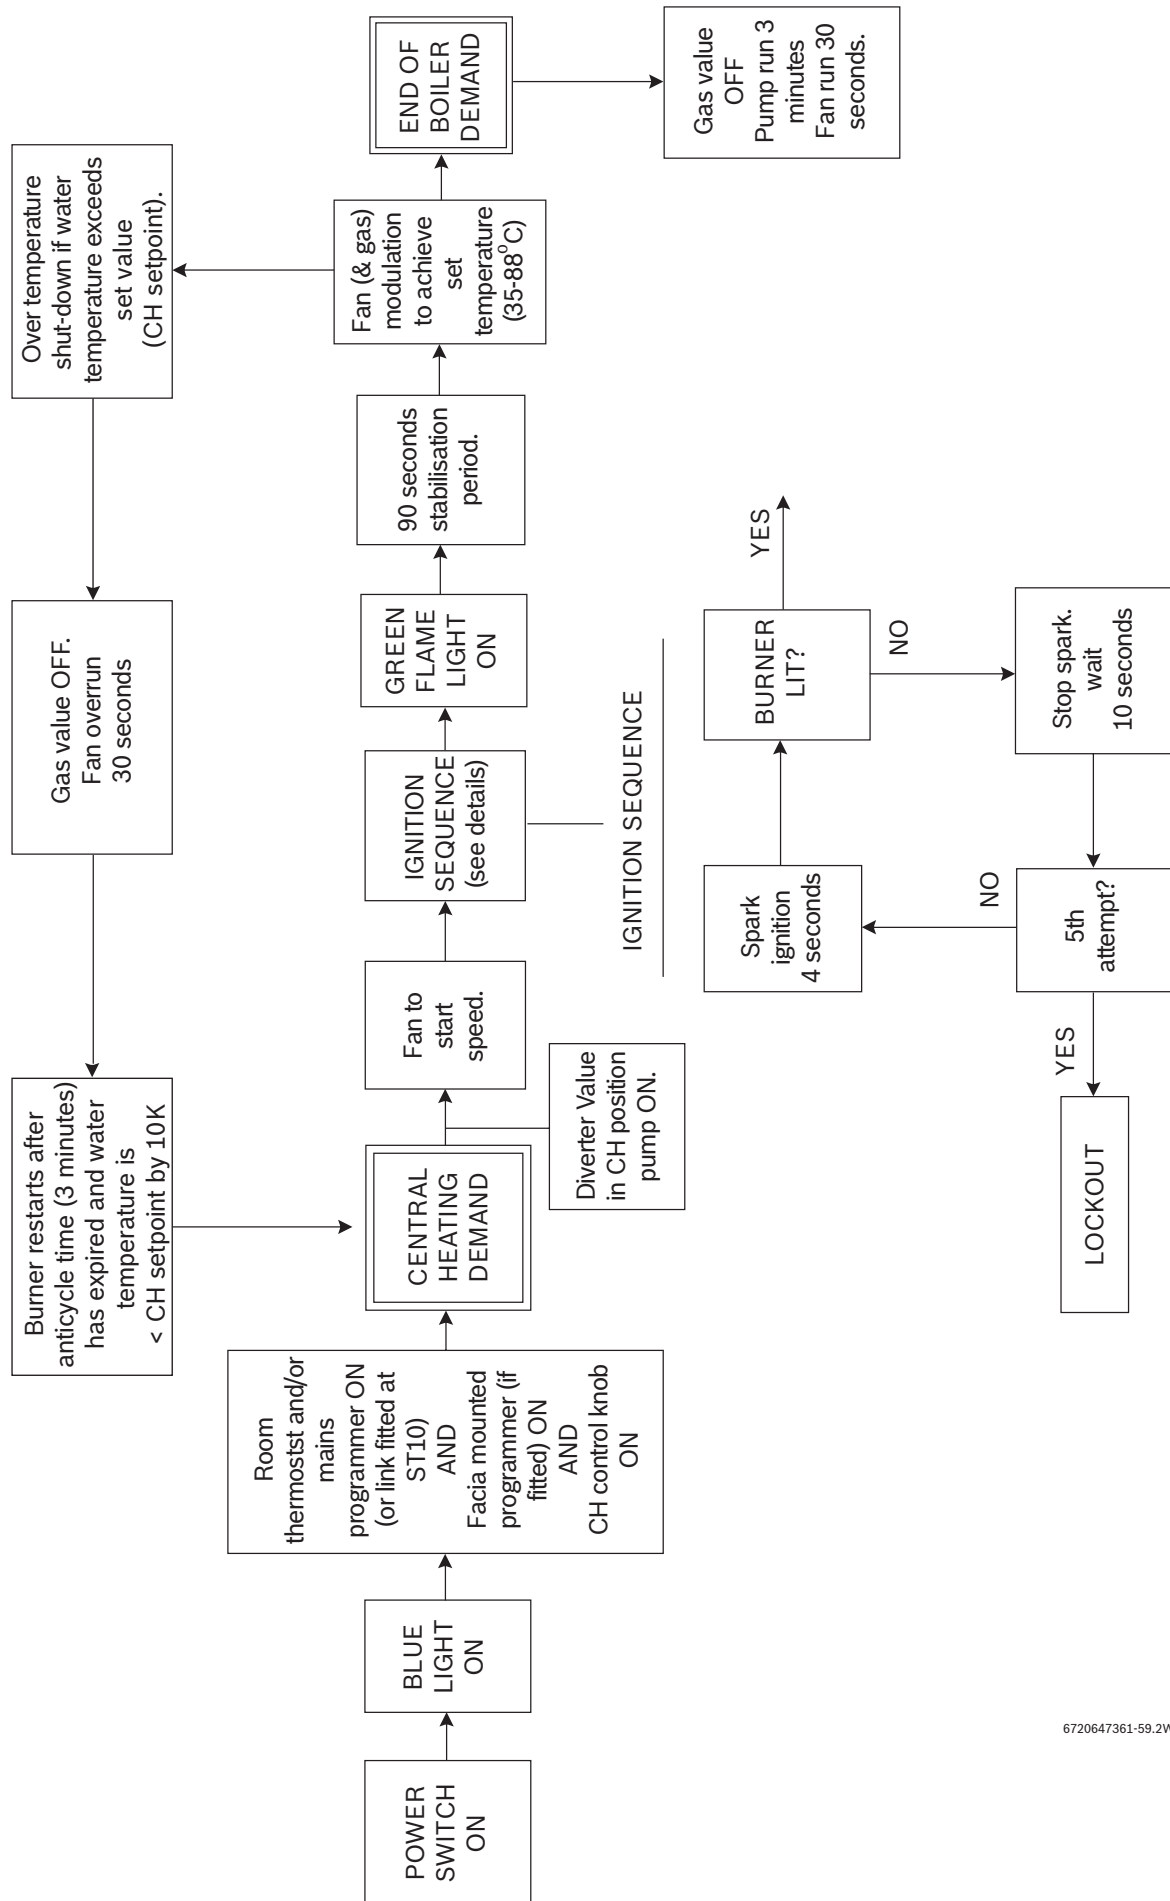 POWER
SWITCH
ON
BLUE
LIGHT
ON
Room
thermostst and/or
mains
programmer ON
(or link fitted at
ST10)
AND
Facia mounted
programmer (if
fitted) ON
AND
CH control knob
ON
CENTRAL
HEATING
DEMAND
Diverter Value
in CH position
pump ON.
Fan to
start
speed.
IGNITION
SEQUENCE
(see details)
GREEN
FLAME
LIGHT
ON
90 seconds
stabilisation
period.
Fan (& gas)
modulation
to achieve
set
temperature
(35-88⁰C)
END OF
BOILER
DEMAND
Gas value
OFF
Pump run 3
minutes
Fan run 30
seconds.
Over temperature
shut-down if water
temperature exceeds
set value
(CH setpoint).
Gas value OFF.
Fan overrun
30 seconds
Burner restarts after
anticycle time (3 minutes)
has expired and water
temperature is
< CH setpoint by 10K
IGNITION SEQUENCE
Spark
ignition
4 seconds
BURNER
LIT?
YES
NO
Stop spark.
wait
10 seconds
5th
attempt?
NO
YES
LOCKOUT
6720647361-59.2W